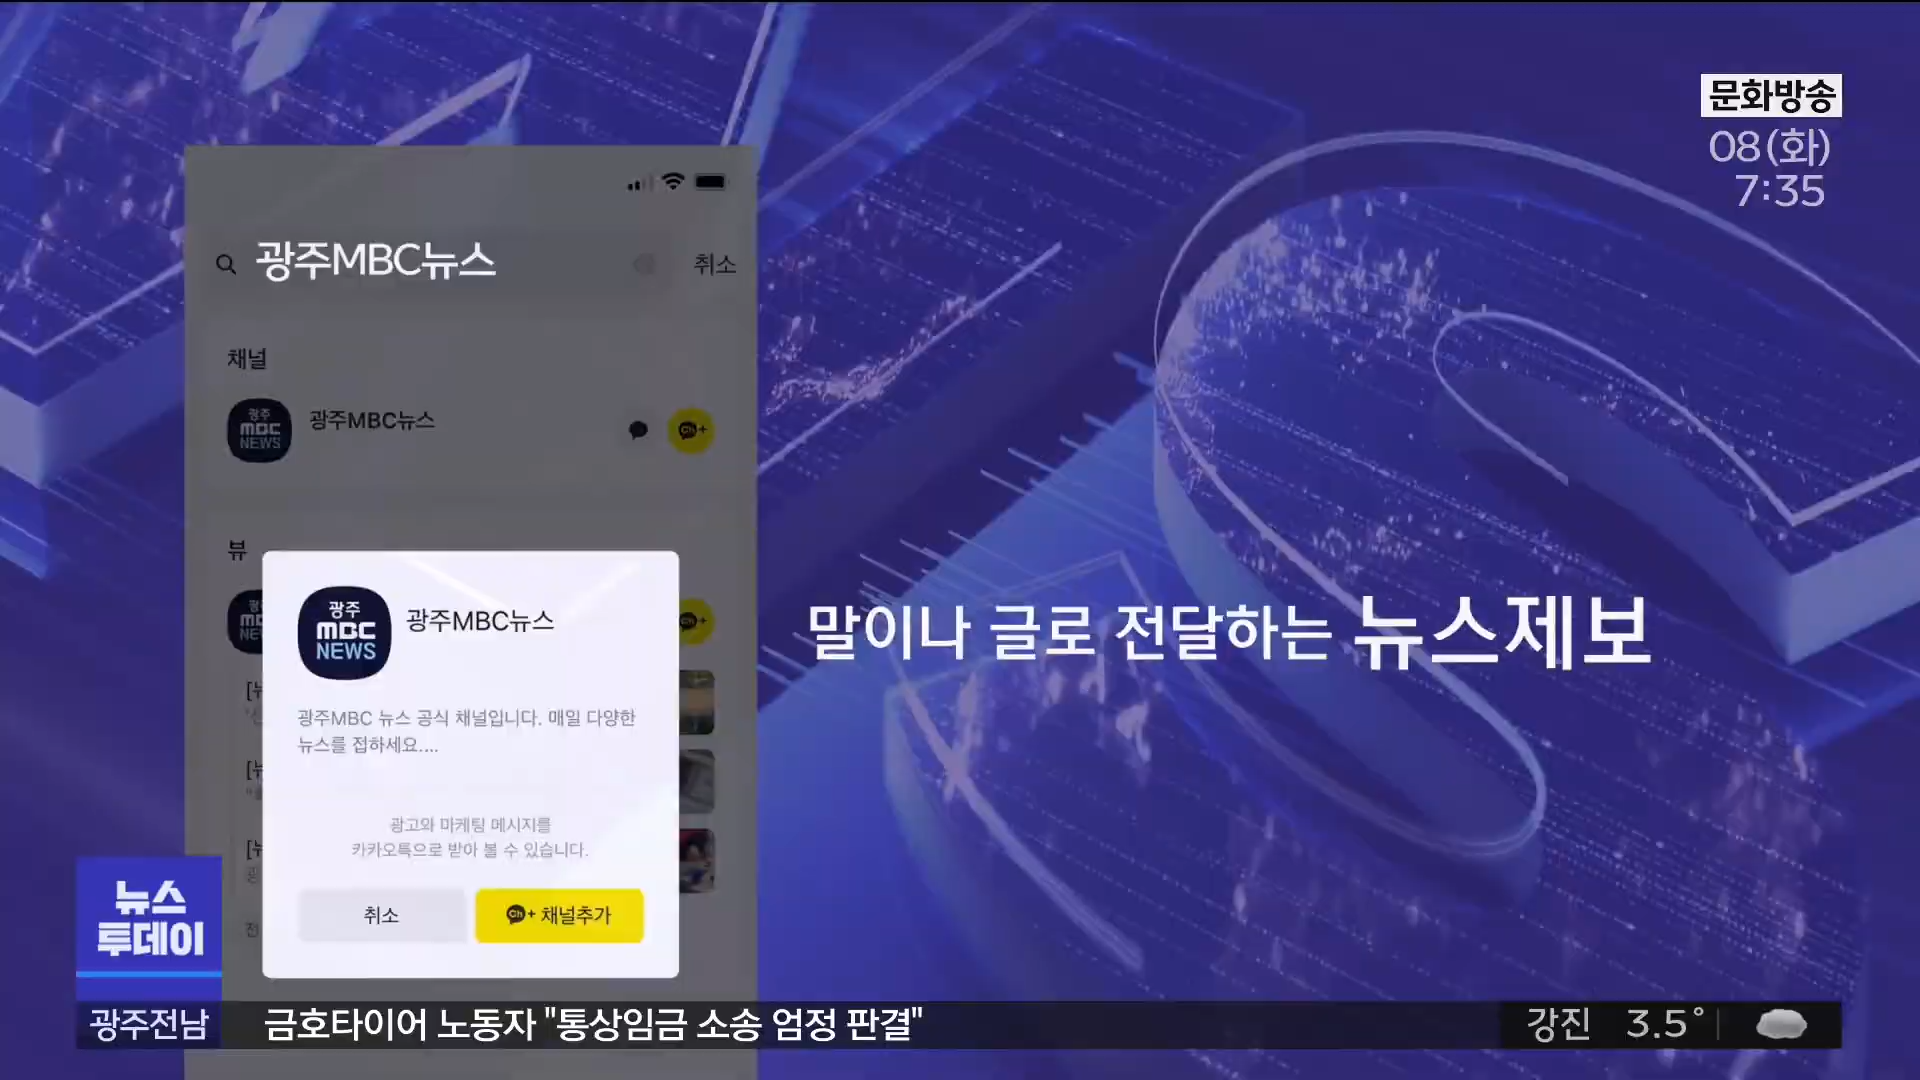 문화방송
08(화)
7:35
광주MBC뉴스
취소
채널
광주
MBC
NEWS
광주MBC뉴스
Ch+
뷰
광주MBC뉴스
광주
MBC
NEWS
광주MBC 뉴스 공식 채널입니다. 매일 다양한
뉴스를 접하세요....
광고와 마케팅 메시지를
카카오톡으로 받아 볼 수 있습니다.
취소
Ch+ 채널추가
말이나 글로 전달하는 뉴스제보
뉴스
투데이
광주전남
금호타이어 노동자 "통상임금 소송 엄정 판결"
강진 3.5°